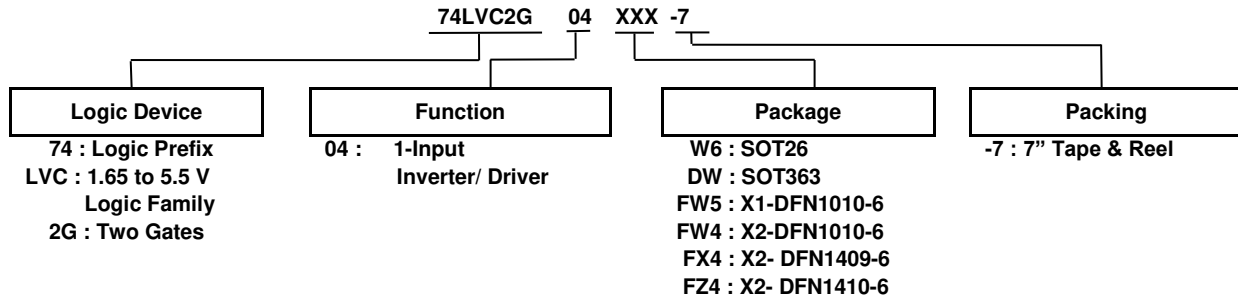 74LVC2G 04 XXX -7
Logic Device
74 : Logic Prefix
LVC : 1.65 to 5.5 V
Logic Family
2G : Two Gates
Function
04 : 1-Input
Inverter/ Driver
Package
W6 : SOT26
DW : SOT363
FW5 : X1-DFN1010-6
FW4 : X2-DFN1010-6
FX4 : X2- DFN1409-6
FZ4 : X2- DFN1410-6
Packing
-7 : 7” Tape & Reel